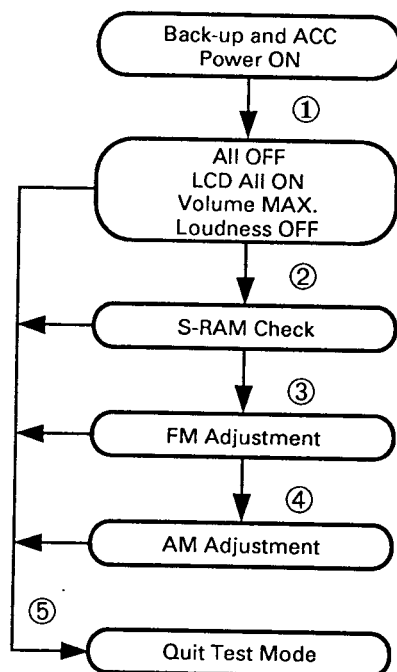 Back-up and ACC
Power ON
①
All OFF
LCD All ON
Volume MAX.
Loudness OFF
②
S-RAM Check
③
FM Adjustment
④
AM Adjustment
⑤
Quit Test Mode